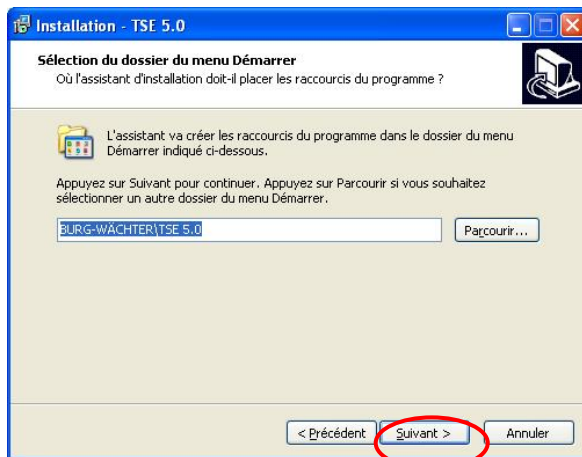 Installation - TSE 5.0
Sélection du dossier du menu Démarrer
Où l'assistant d'installation doit-il placer les raccourcis du programme ?
L'assistant va créer les raccourcis du programme dans le dossier du menu
Démarrer indiqué ci-dessous.
Appuyez sur Suivant pour continuer. Appuyez sur Parcourir si vous souhaitez
sélectionner un autre dossier du menu Démarrer.
BURG-WÄCHTER\TSE 5.0
Parcourir...
< Précédent
Suivant >
Annuler